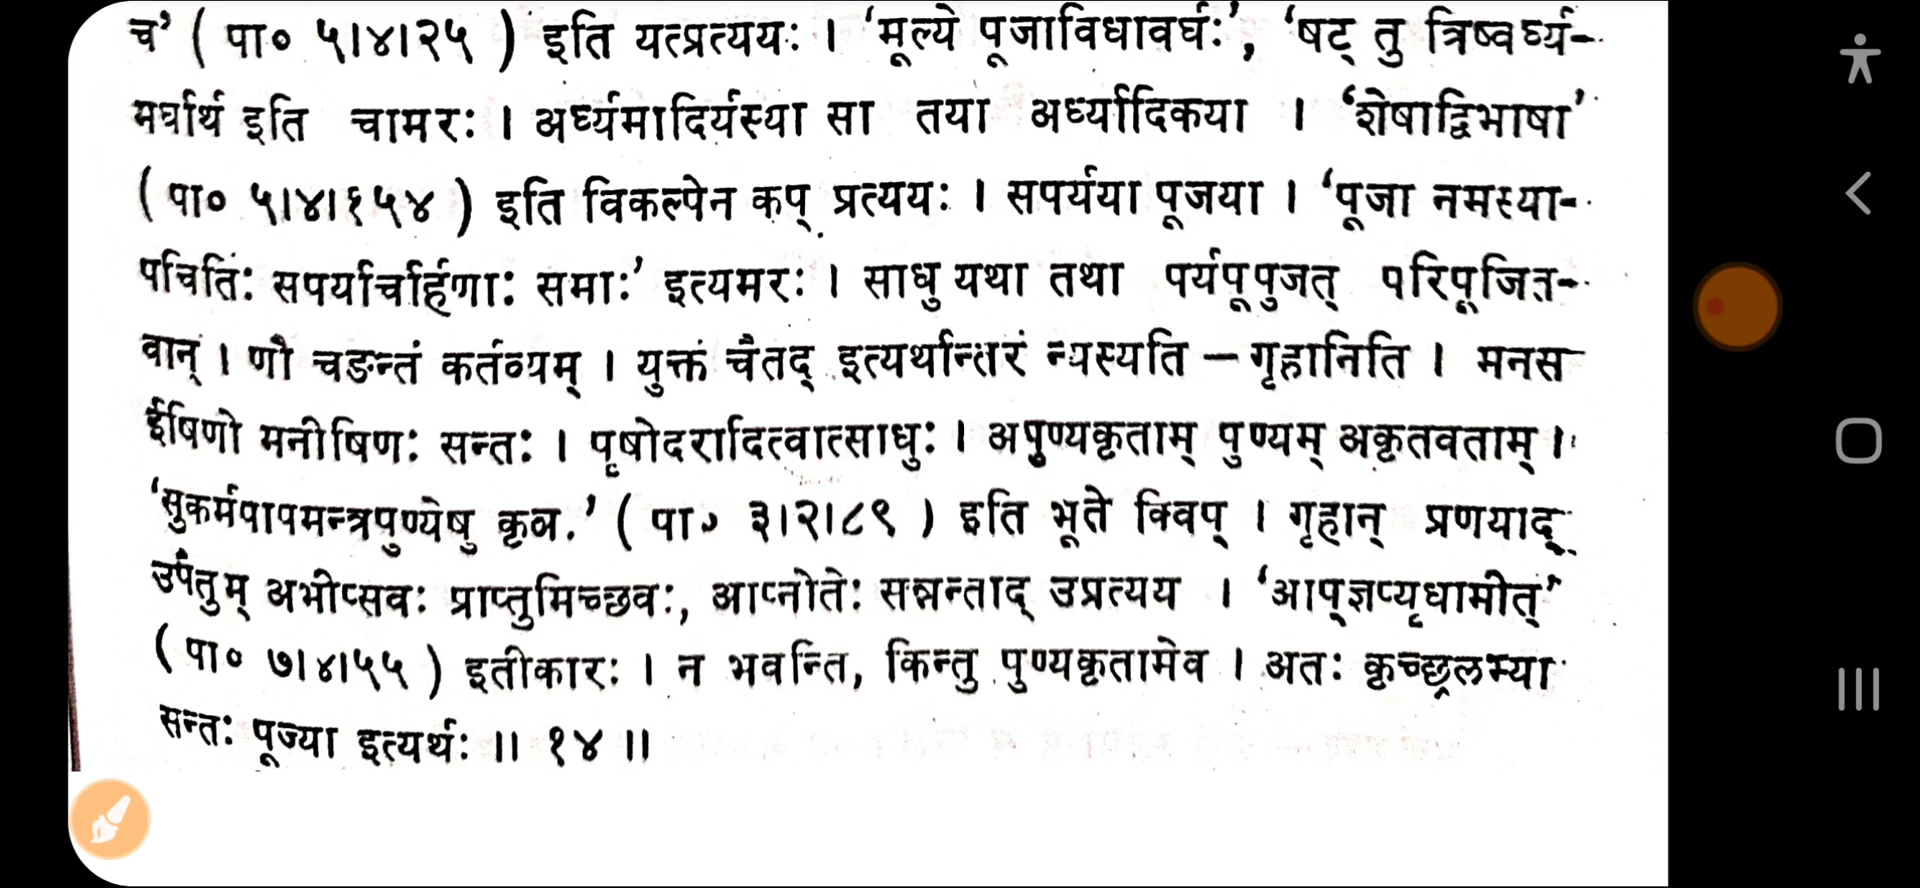 च’ ( पा० ५।४।२५ ) इति यत्प्रत्ययः । ‘मूल्ये पूजाविधावर्घः’, ‘षट् तु त्रिष्वर्घ्य-
मर्घार्थ इति चामरः । अर्घ्यमादिर्यस्या सा तया अर्घ्यादिकया । ‘शेषाद्विभाषा’
( पा० ५।४।१५४ ) इति विकल्पेन कप् प्रत्ययः । सपर्यया पूजया । ‘पूजा नमस्या-
पचितिः सपर्यार्चार्हणाः समाः’ इत्यमरः । साधु यथा तथा पर्यपूपुजत् परिपूजित-
वान् । णौ चङन्तं कर्तव्यम् । युक्तं चैतद् इत्यर्थान्तरं न्यस्यति – गृहानिति । मनस
ईषिणो मनीषिणः सन्तः । पृषोदरादित्वात्साधुः । अपुण्यकृताम् पुण्यम् अकृतवताम् ।
‘सुकर्मपापमन्त्रपुण्येषु कृञ.’ ( पा० ३।२।८९ ) इति भूते क्विप् । गृहान् प्रणयाद्
उपैतुम् अभीप्सवः प्राप्तुमिच्छवः, आप्नोतेः सन्नन्ताद् उप्रत्यय । ‘आप्ज्ञप्यृधामीत्’
( पा० ७।४।५५ ) इतीकारः । न भवन्ति, किन्तु पुण्यकृतामेव । अतः कृच्छ्रलभ्या
सन्तः पूज्या इत्यर्थः ॥ १४ ॥